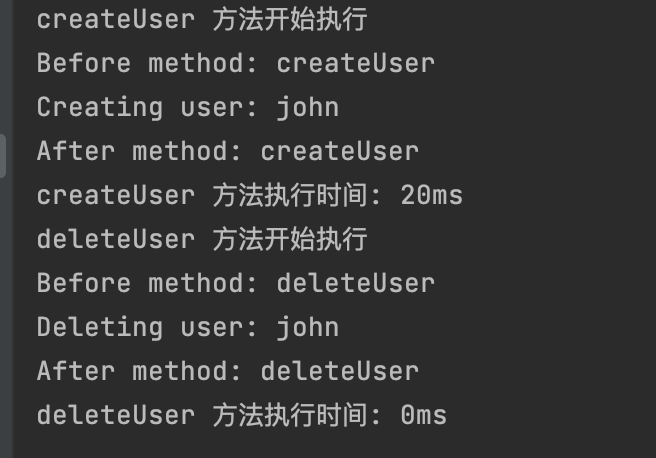 createUser 方法开始执行
Before method: createUser
Creating user: john
After method: createUser
createUser 方法执行时间: 20ms
deleteUser 方法开始执行
Before method: deleteUser
Deleting user: john
After method: deleteUser
deleteUser 方法执行时间: 0ms